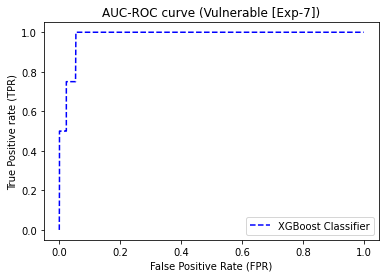 AUC-ROC curve (Vulnerable [Exp-7])
True Positive rate (TPR)
1.0
0.8
0.6
0.4
0.2
0.0
XGBoost Classifier
0.0 0.2 0.4 0.6 0.8 1.0
False Positive Rate (FPR)